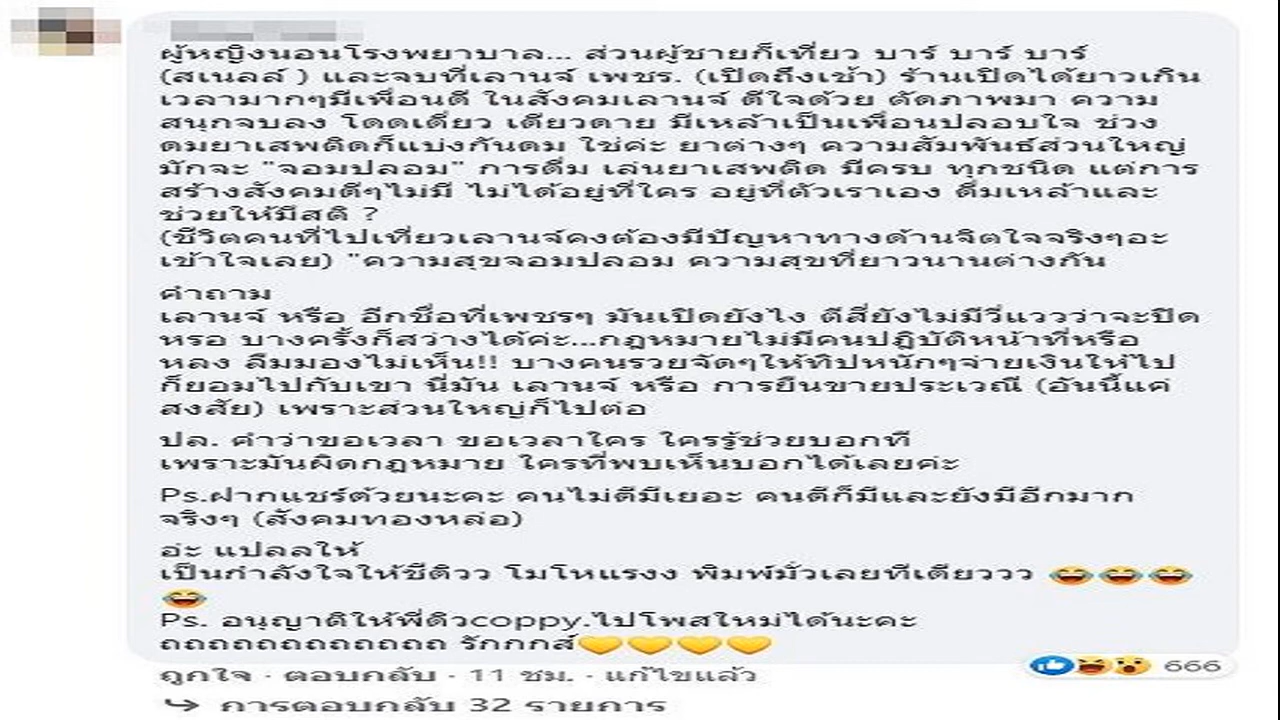 ผู้หญิงนอนโรงพยาบาล... ส่วนผู้ชายก็เที่ยว บาร์ บาร์ บาร์
(สเนลล์ ) และจบที่เลานจ์ เพชร. (เปิดถึงเช้า) ร้านเปิดได้ยาวเกิน
เวลามากๆมีเพื่อนดี ในสังคมเลานจ์ ดีใจด้วย ตัดภาพมา ความ
สนุกจบลง โดดเดี่ยว เดียวดาย มีเหล้าเป็นเพื่อนปลอบใจ ช่วง
ดมยาเสพติดก็แบ่งกันดม ใช่ค่ะ ยาต่างๆ ความสัมพันธ์ส่วนใหญ่
มักจะ "จอมปลอม" การดื่ม เล่นยาเสพติด มีครบ ทุกชนิด แต่การ
สร้างสังคมดีๆไม่มี ไม่ได้อยู่ที่ใคร อยู่ที่ตัวเราเอง ดื่มเหล้าและ
ช่วยให้มีสติ ?
(ชีวิตคนที่ไปเที่ยวเลานจ์คงต้องมีปัญหาทางด้านจิตใจจริงๆอะ
เข้าใจเลย) "ความสุขจอมปลอม ความสุขที่ยาวนานต่างกัน
คำถาม
เลานจ์ หรือ อีกชื่อที่เพชรๆ มันเปิดยังไง ตีสี่ยังไม่มีวี่แววว่าจะปิด
หรอ บางครั้งก็สว่างได้ค่ะ...กฎหมายไม่มีคนปฎิบัติหน้าที่หรือ
หลง ลืมมองไม่เห็น!! บางคนรวยจัดๆให้ทิปหนักๆจ่ายเงินให้ไป
ก็ยอมไปกับเขา นี่มัน เลานจ์ หรือ การยืนขายประเวณี (อันนี้แค่
สงสัย) เพราะส่วนใหญ่ก็ไปต่อ
ปล. คำว่าขอเวลา ขอเวลาใคร ใครรู้ช่วยบอกที
เพราะมันผิดกฎหมาย ใครที่พบเห็นบอกได้เลยค่ะ
Ps.ฝากแชร์ด้วยนะคะ คนไม่ดีมีเยอะ คนดีก็มีและยังมีอีกมาก
จริงๆ (สังคมทองหล่อ)
อ่ะ แปลลให้
เป็นกำลังใจให้ชีดิวว โมโหแรงง พิมพ์มั่วเลยทีเดียววว 😂😂😂
😂
Ps. อนุญาติให้พี่ดิวcoppy.ไปโพสใหม่ได้นะคะ
ถถถถถถถถถถถถ รักกกส์💛💛💛💛
ถูกใจ · ตอบกลับ · 11 ชม. · แก้ไขแล้ว
666
การตอบกลับ 32 รายการ